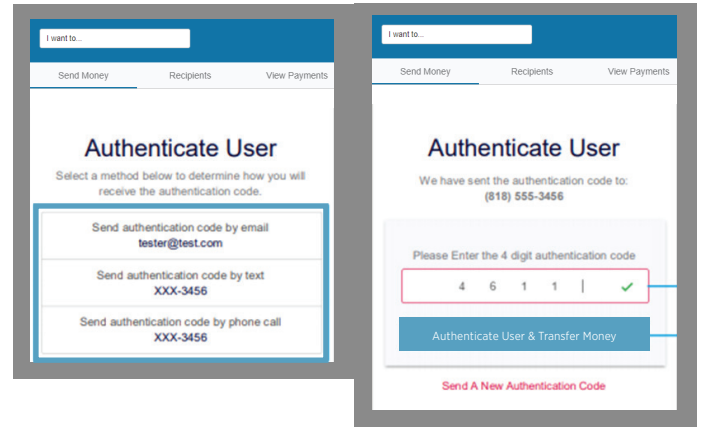 I want to...
Send Money Recipients View Payments
Authenticate User
Select a method below to determine how you will
receive the authentication code.
Send authentication code by email
tester@test.com
Send authentication code by text
XXX-3456
Send authentication code by phone call
XXX-3456
I want to...
Send Money Recipients View Payments
Authenticate User
We have sent the authentication code to:
(818) 555-3456
Please Enter the 4 digit authentication code
4 6 1 1
Authenticate User & Transfer Money
Send A New Authentication Code